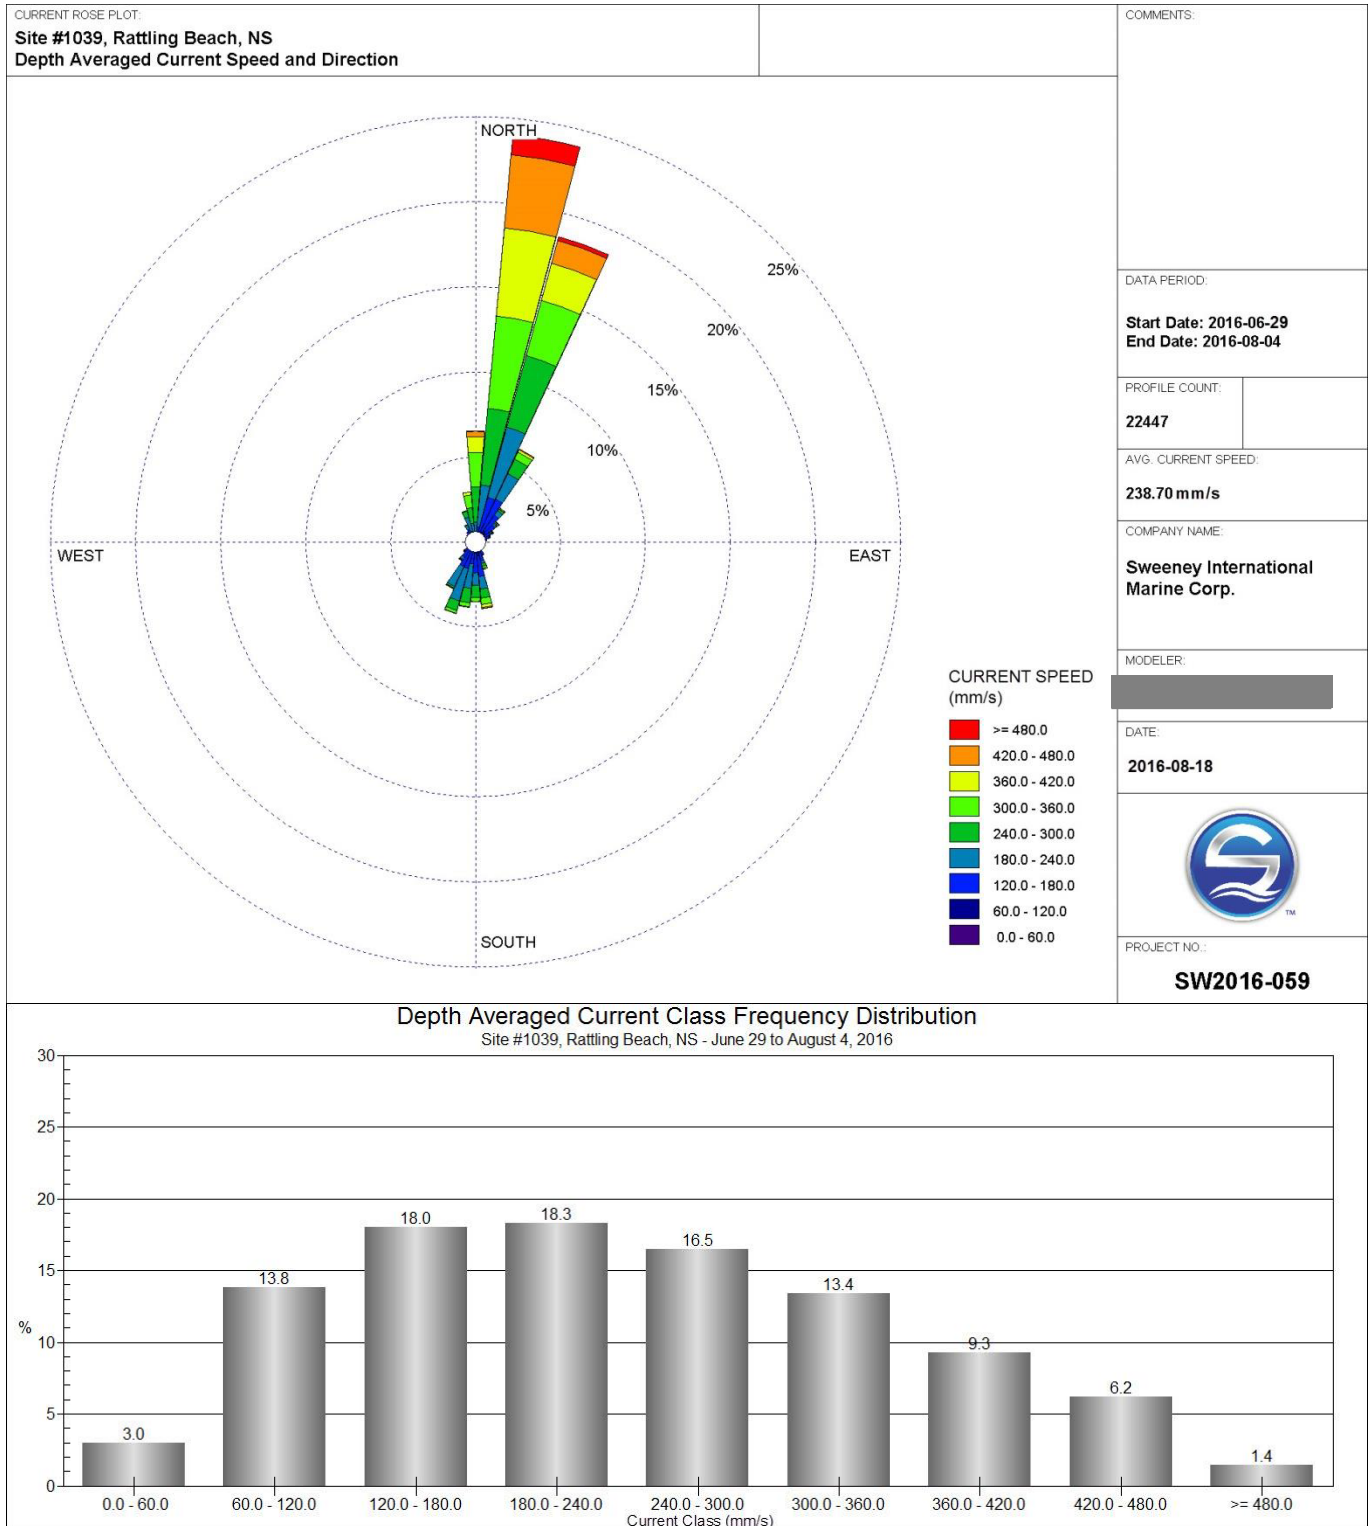 CURRENT ROSE PLOT:
Site #1039, Rattling Beach, NS
Depth Averaged Current Speed and Direction
COMMENTS:
NORTH
25%
20%
15%
10%
5%
WEST
EAST
SOUTH
CURRENT SPEED
(mm/s)
>= 480.0
420.0 - 480.0
360.0 - 420.0
300.0 - 360.0
240.0 - 300.0
180.0 - 240.0
120.0 - 180.0
60.0 - 120.0
0.0 - 60.0
DATA PERIOD:
Start Date: 2016-06-29
End Date: 2016-08-04
PROFILE COUNT:
22447
AVG. CURRENT SPEED:
238.70 mm/s
COMPANY NAME:
Sweeney International
Marine Corp.
MODELER:
DATE:
2016-08-18
TM
PROJECT NO.:
SW2016-059
Depth Averaged Current Class Frequency Distribution
Site #1039, Rattling Beach, NS - June 29 to August 4, 2016
30
25
20
15
10
5
0
%
3.0
13.8
18.0
18.3
16.5
13.4
9.3
6.2
1.4
0.0 - 60.0
60.0 - 120.0
120.0 - 180.0
180.0 - 240.0
240.0 - 300.0
300.0 - 360.0
360.0 - 420.0
420.0 - 480.0
>= 480.0
Current Class (mm/s)